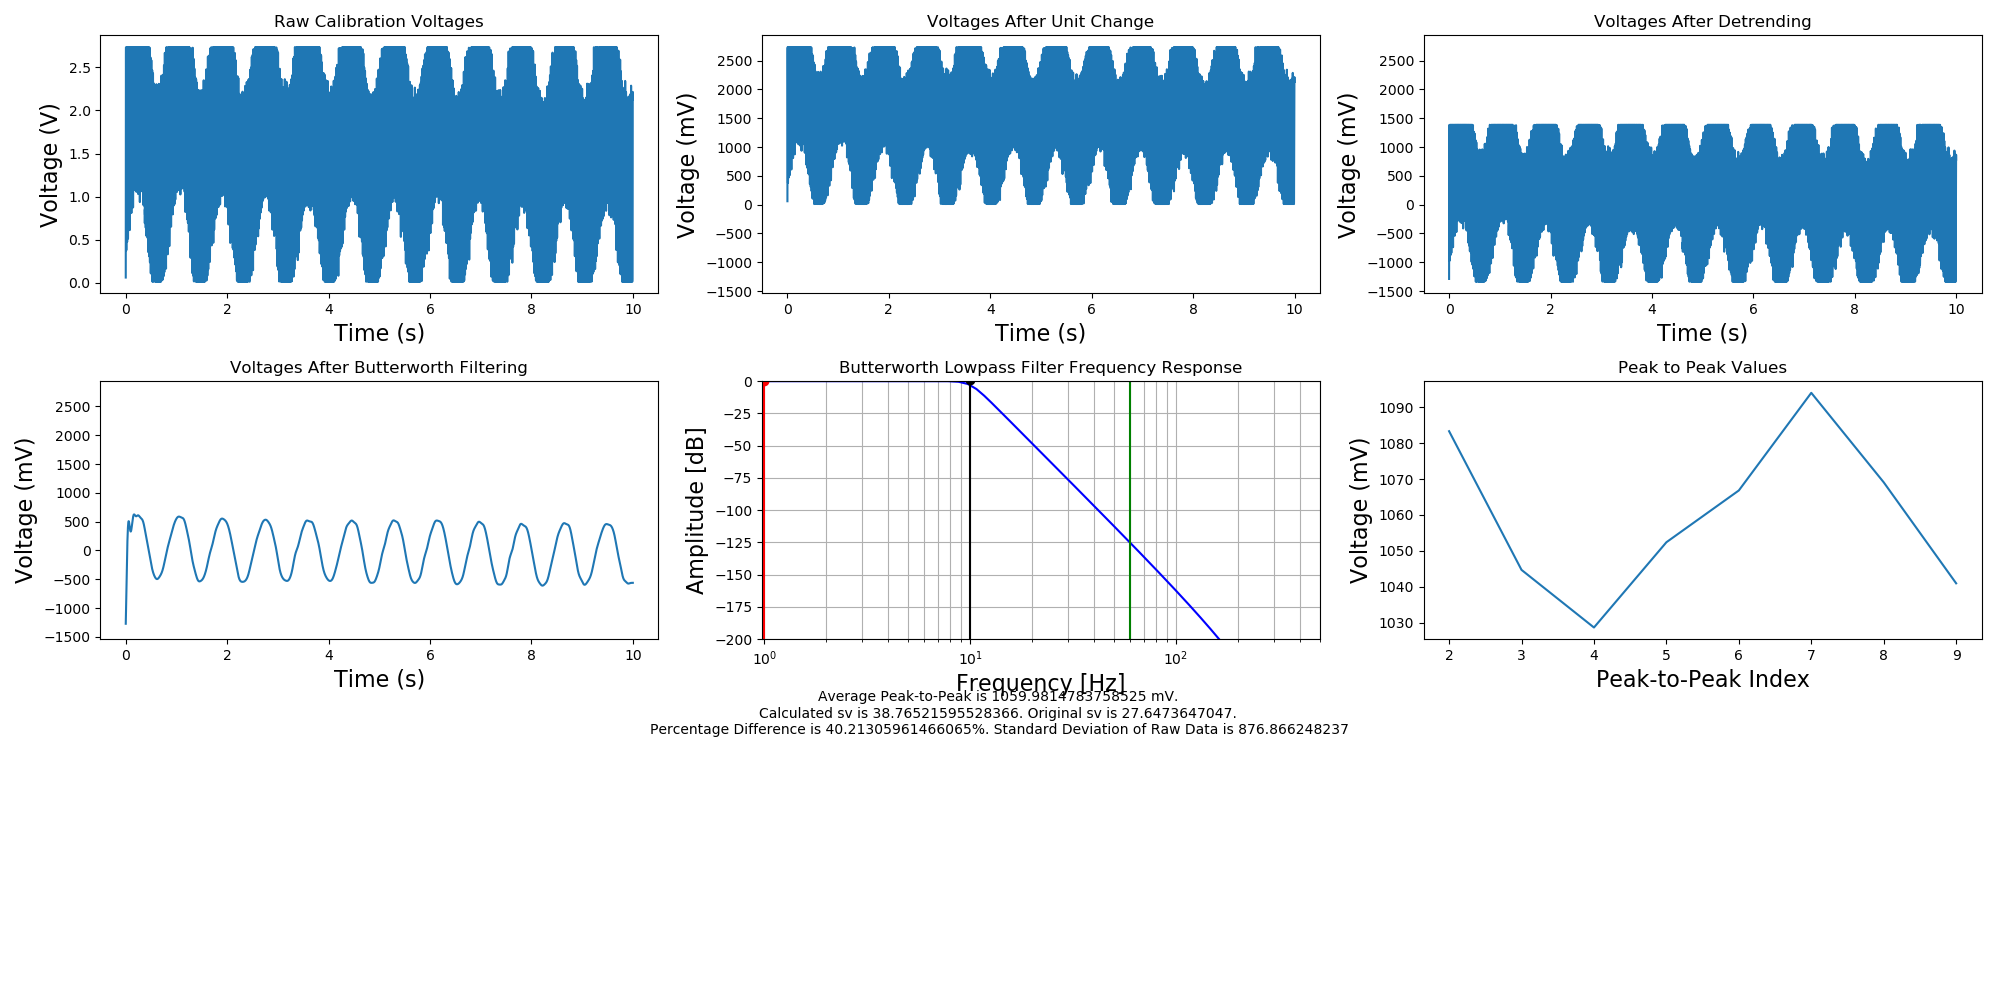 Raw Calibration Voltages
Voltage (V)
2.5
2.0
1.5
1.0
0.5
0.0
0 2 4 6 8 10
Time (s)
Voltages After Unit Change
Voltage (mV)
2500
2000
1500
1000
500
0
−500
−1000
−1500
0 2 4 6 8 10
Time (s)
Voltages After Detrending
Voltage (mV)
2500
2000
1500
1000
500
0
−500
−1000
−1500
0 2 4 6 8 10
Time (s)
Voltages After Butterworth Filtering
Voltage (mV)
2500
2000
1500
1000
500
0
−500
−1000
−1500
0 2 4 6 8 10
Time (s)
Butterworth Lowpass Filter Frequency Response
Amplitude [dB]
0
−25
−50
−75
−100
−125
−150
−175
−200
10⁰ 10¹ 10²
Frequency [Hz]
Peak to Peak Values
Voltage (mV)
1090
1080
1070
1060
1050
1040
1030
2 3 4 5 6 7 8 9
Peak-to-Peak Index
Average Peak-to-Peak is 1059.9814783758525 mV.
Calculated sv is 38.76521595528366. Original sv is 27.6473647047.
Percentage Difference is 40.21305961466065%. Standard Deviation of Raw Data is 876.866248237